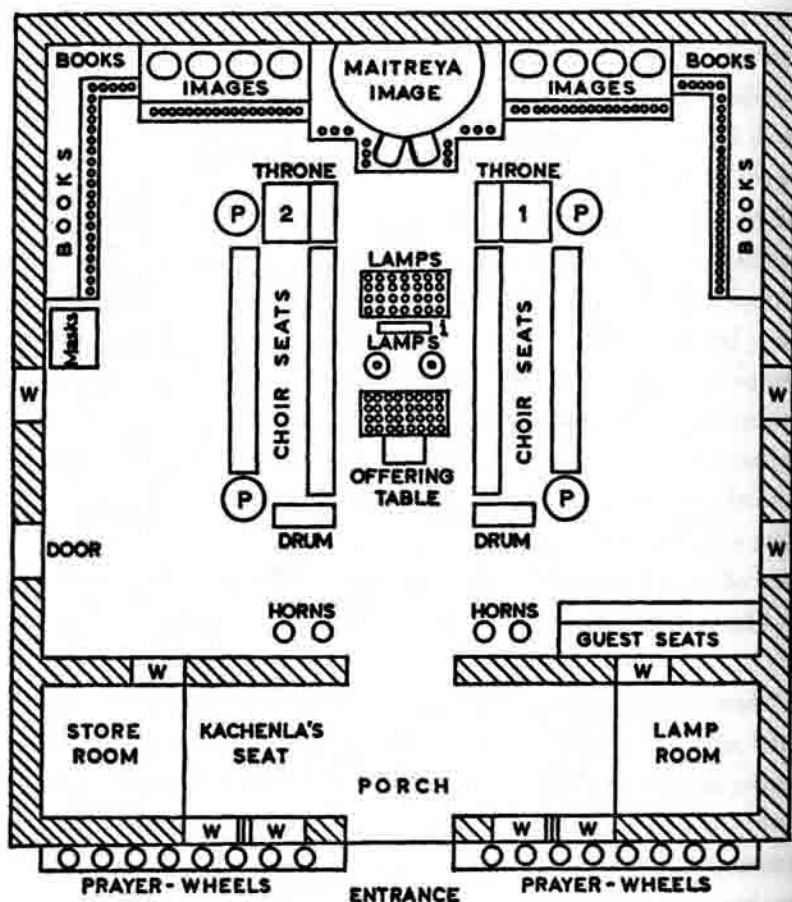 BOOKS
IMAGES
MAITREYA
IMAGE
IMAGES
BOOKS
BOOKS
BOOKS
THRONE
THRONE
P
2
1
P
LAMPS
i
LAMPS
CHOIR SEATS
CHOIR SEATS
Masks
W
W
P
OFFERING
TABLE
P
DRUM
DRUM
DOOR
W
HORNS
HORNS
GUEST SEATS
W
W
STORE
ROOM
KACHENLA'S
SEAT
LAMP
ROOM
PORCH
W
W
W
W
PRAYER-WHEELS
ENTRANCE
PRAYER-WHEELS